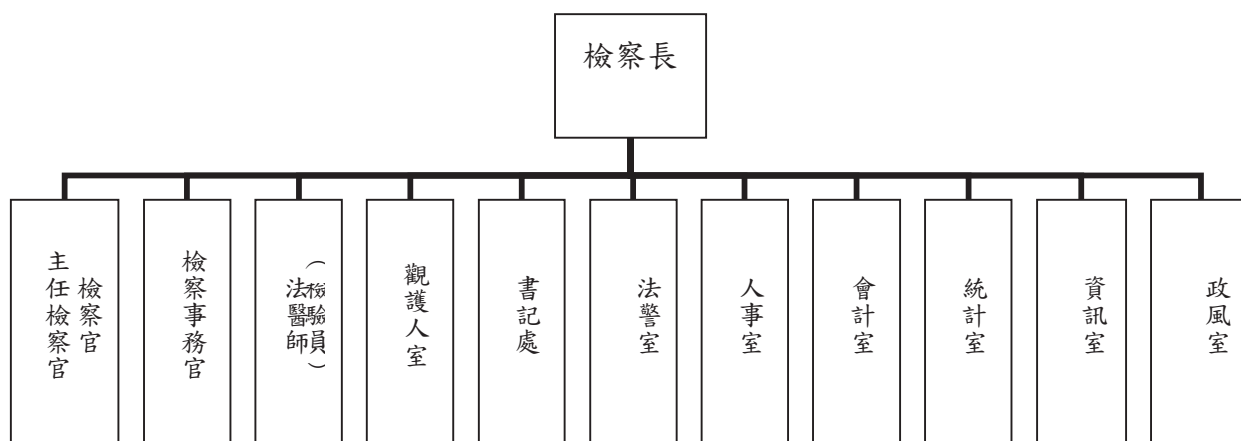 檢察長
檢察官
主任檢察官
檢察事務官
(檢驗員)
法醫師
觀護人室
書記處
法警室
人事室
會計室
統計室
資訊室
政風室